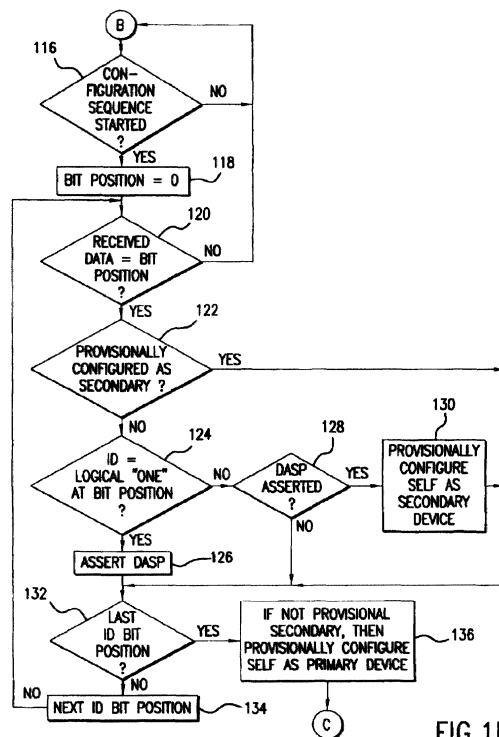 B
116
CON-
FIGURATION
SEQUENCE
STARTED
?
NO
YES
BIT POSITION = 0
118
120
RECEIVED
DATA = BIT
POSITION
?
NO
YES
122
PROVISIONALLY
CONFIGURED AS
SECONDARY ?
YES
NO
124
ID =
LOGICAL "ONE"
AT BIT POSITION
?
NO
YES
128
DASP
ASSERTED
?
YES
NO
130
PROVISIONALLY
CONFIGURE
SELF AS
SECONDARY
DEVICE
ASSERT DASP
126
132
LAST
ID BIT
POSITION
?
YES
NO
IF NOT PROVISIONAL
SECONDARY, THEN
PROVISIONALLY CONFIGURE
SELF AS PRIMARY DEVICE
136
NO
NEXT ID BIT POSITION
134
C
FIG